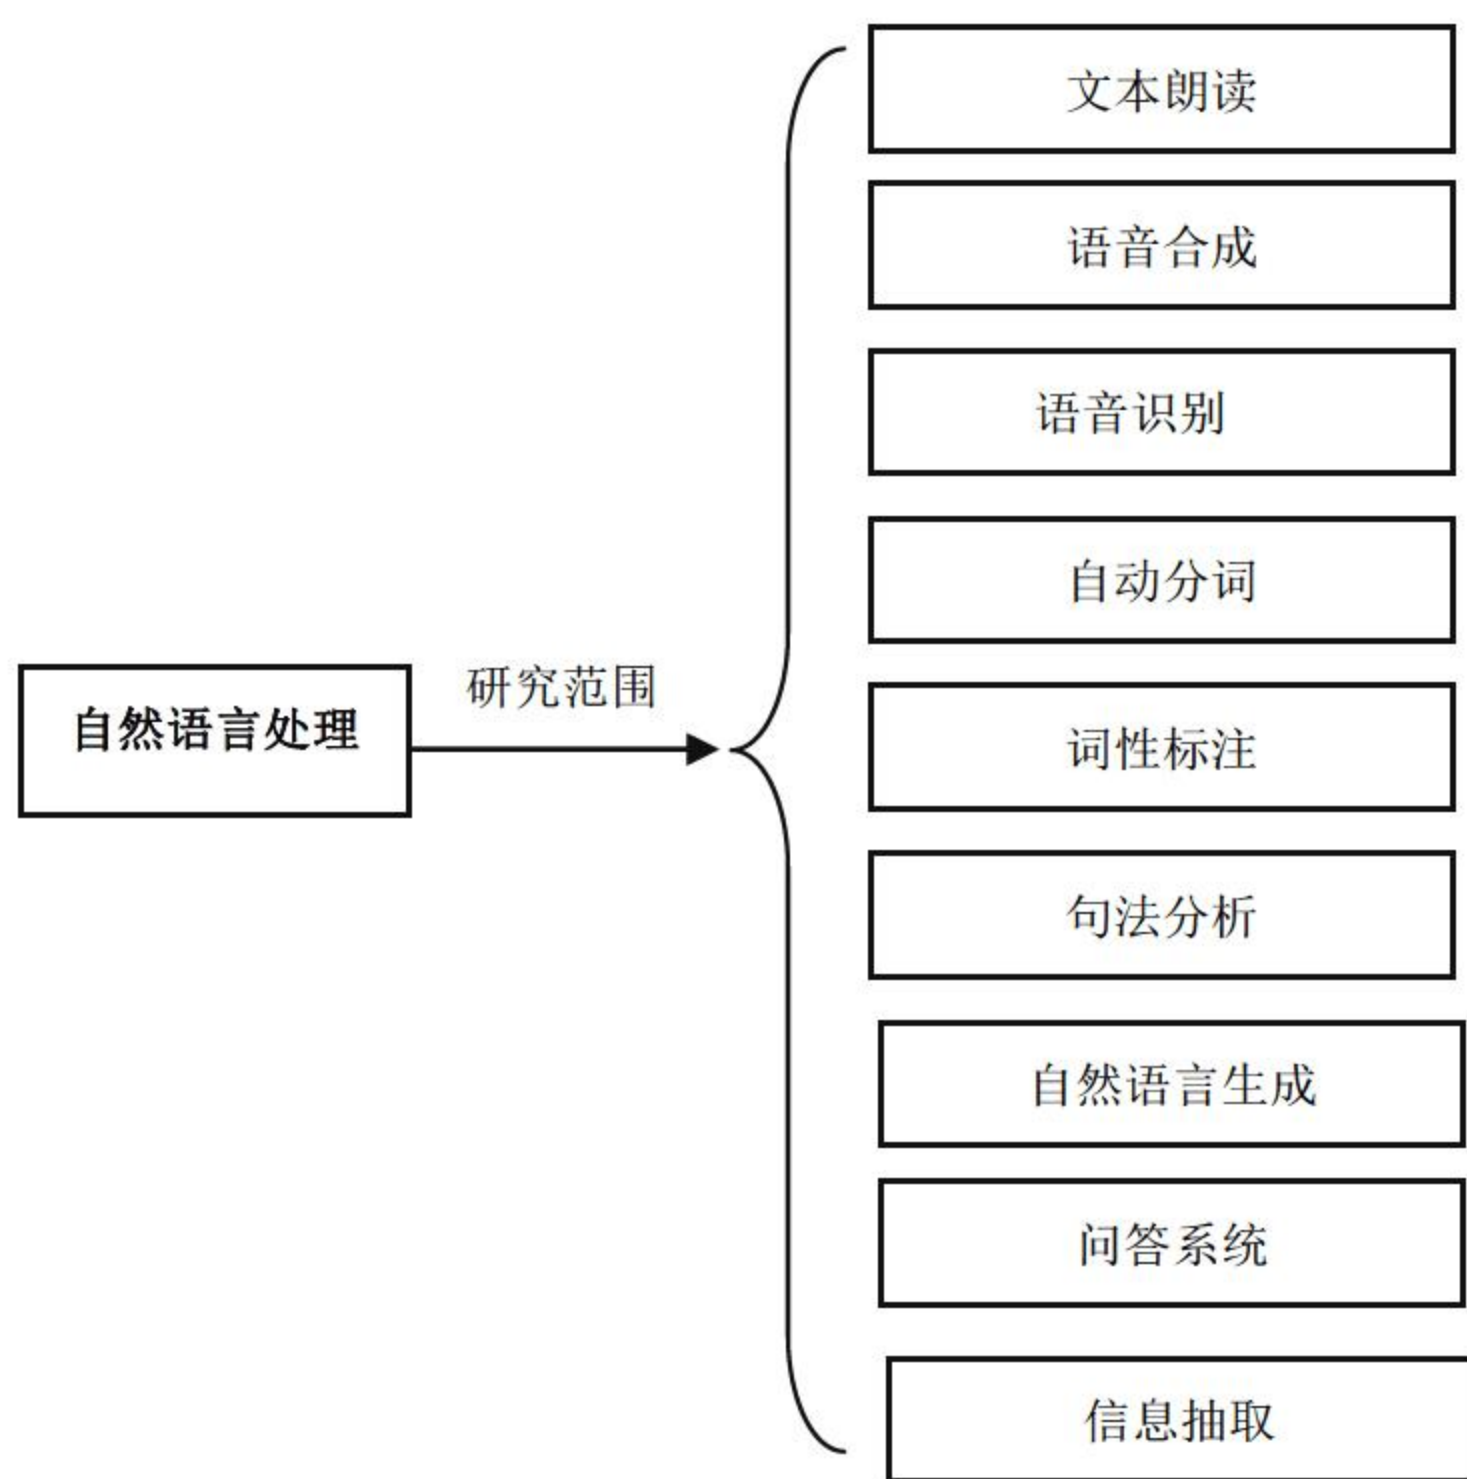 自然语言处理
研究范围
文本朗读
语音合成
语音识别
自动分词
词性标注
句法分析
自然语言生成
问答系统
信息抽取